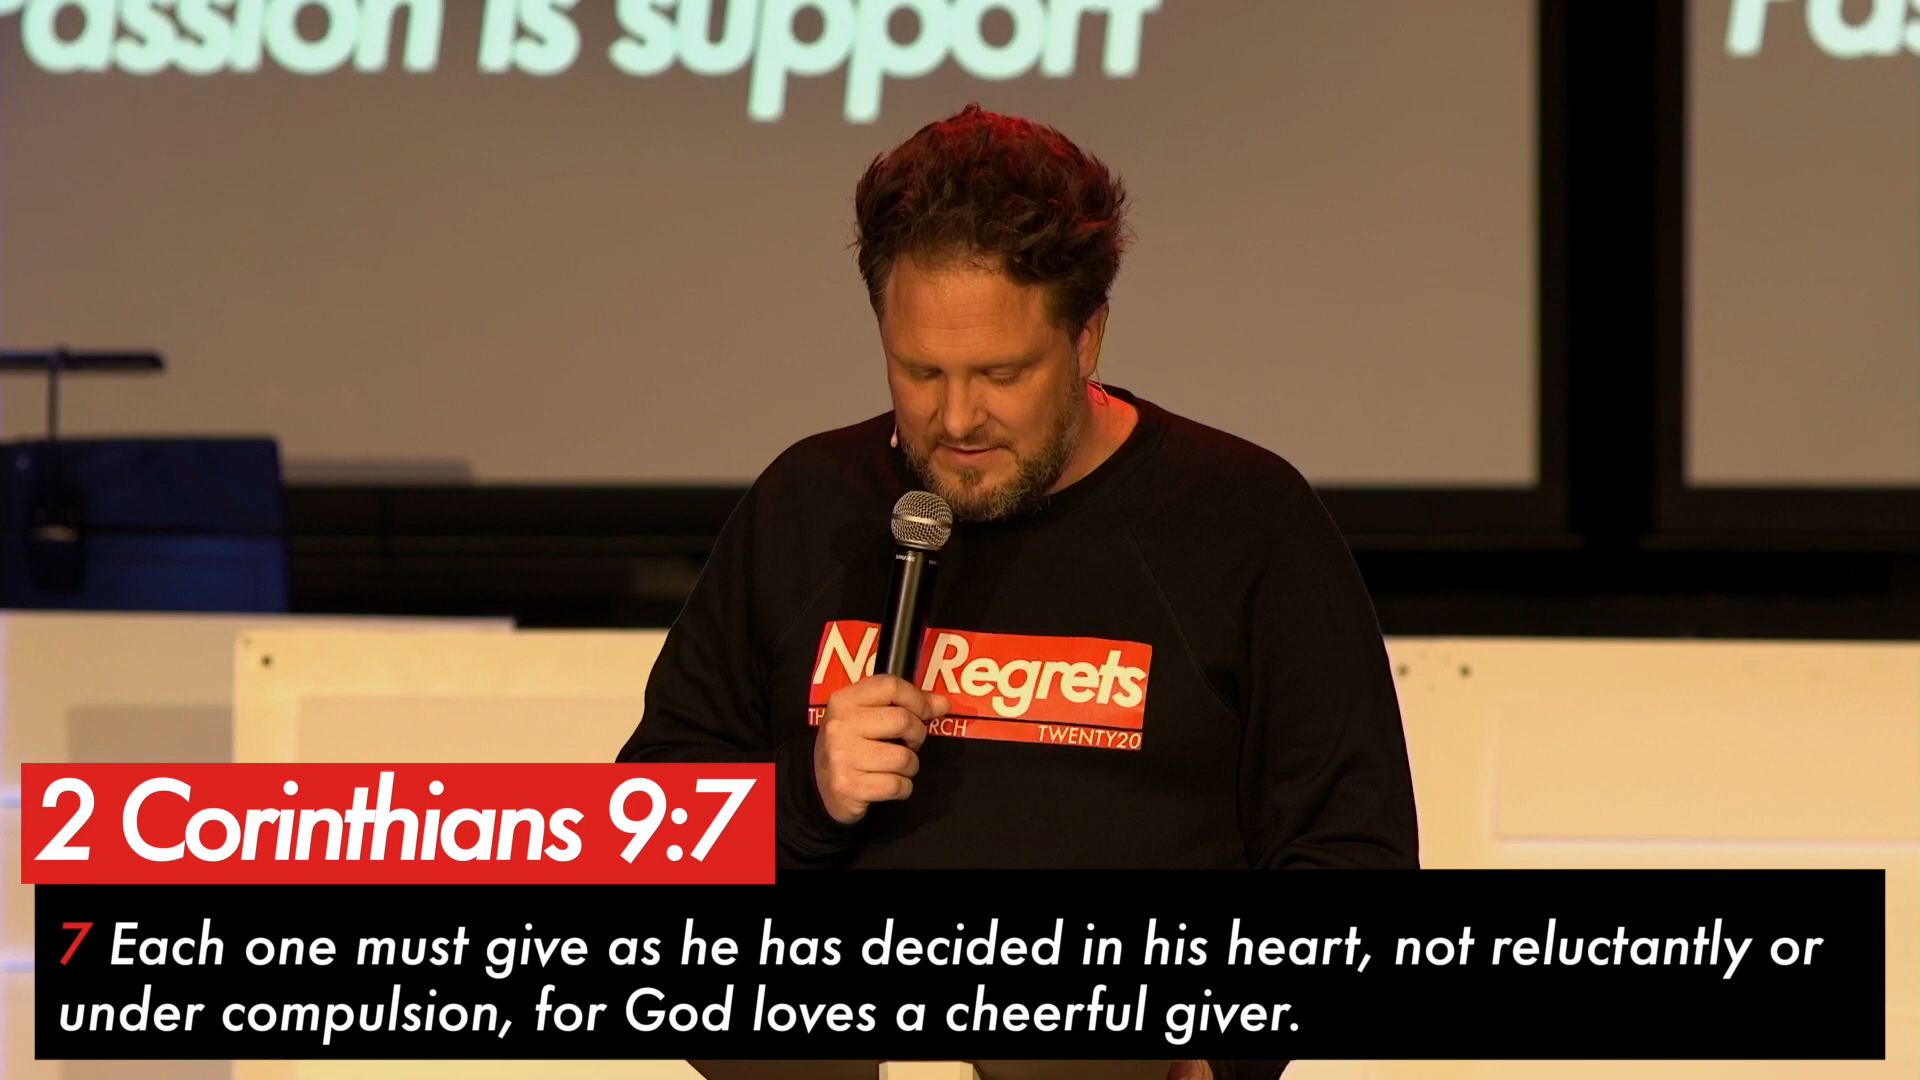 assion is support
No Regrets
TWENTY20
2 Corinthians 9:7
7 Each one must give as he has decided in his heart, not reluctantly or
under compulsion, for God loves a cheerful giver.